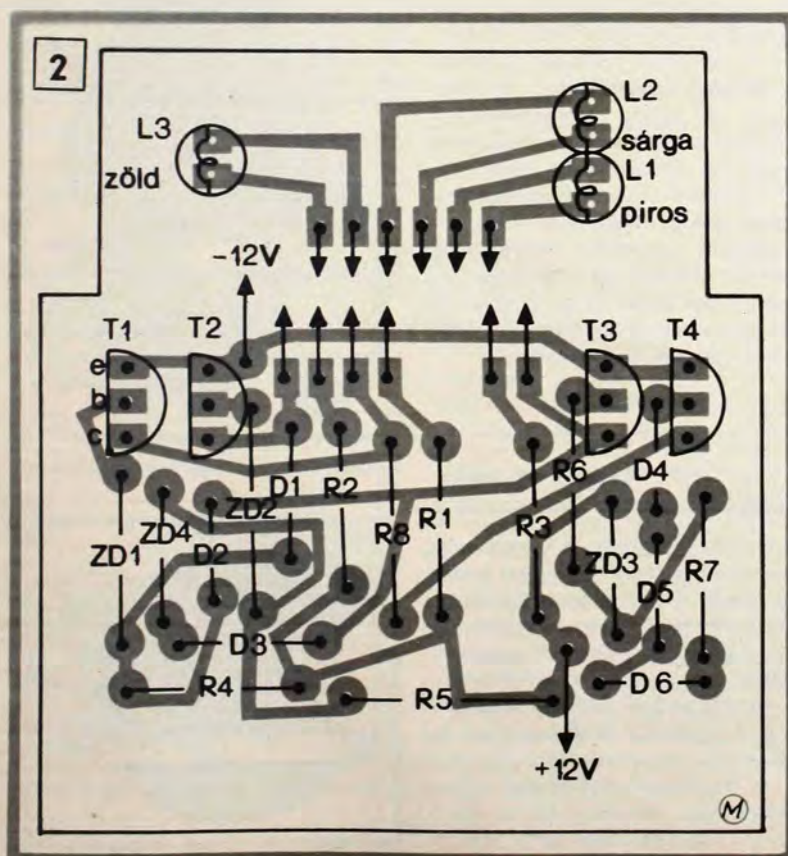 2
L3
L2
sárga
zöld
L1
piros
-12V
T1
T2
T3
T4
e
b
c
ZD1
ZD4
D2
ZD2
D1
R2
R8
R1
R3
R6
ZD3
D4
D5
R7
D3
R4
R5
D6
+12V
M